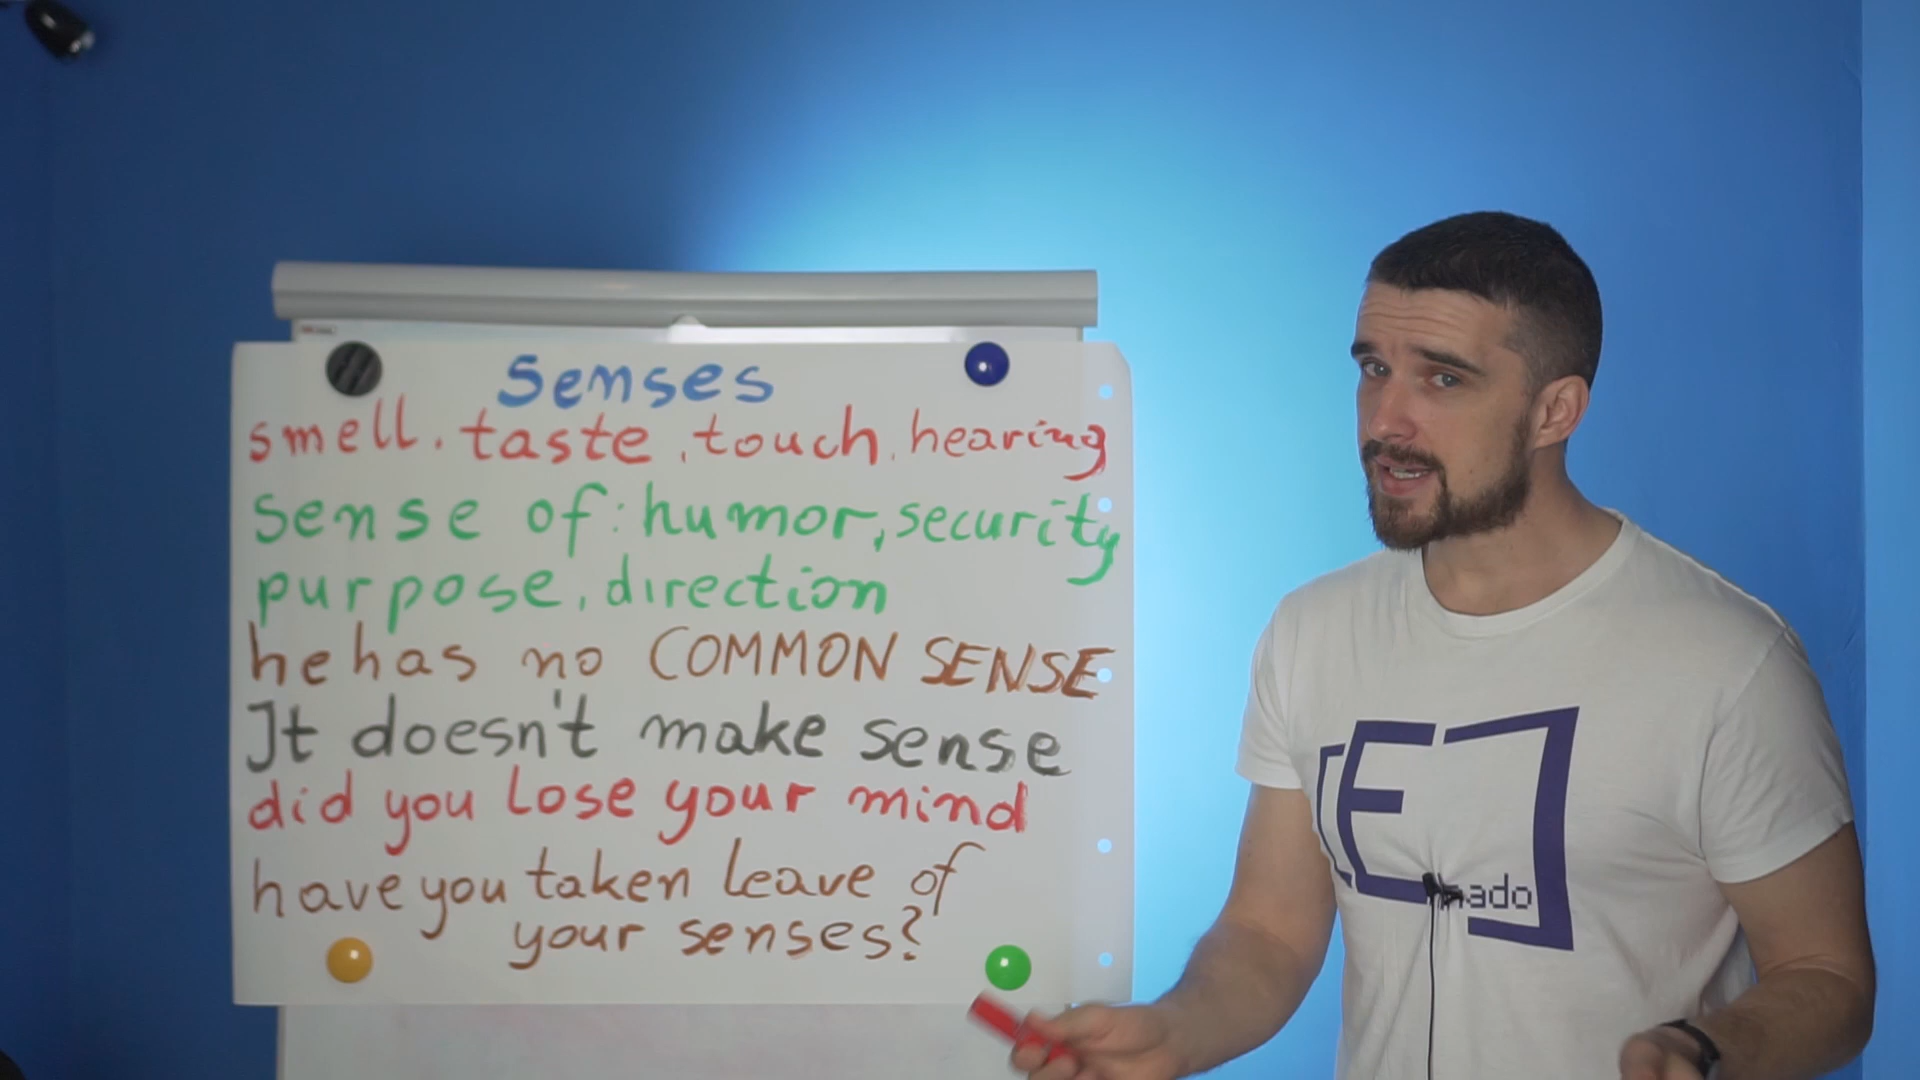 Senses
smell, taste, touch, hearing
sense of: humor, security
purpose, direction
he has no COMMON SENSE
It doesn't make sense
did you lose your mind
have you taken leave of
your senses?
[E]